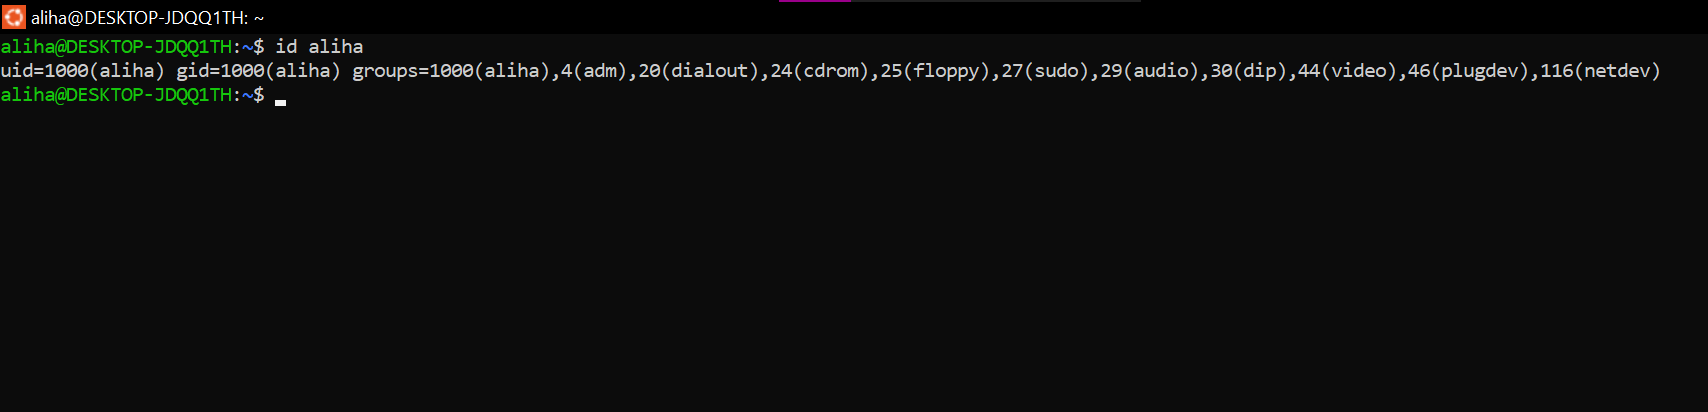 aliha@DESKTOP-JDQQ1TH: ~
aliha@DESKTOP-JDQQ1TH:~$ id aliha
uid=1000(aliha) gid=1000(aliha) groups=1000(aliha),4(adm),20(dialout),24(cdrom),25(floppy),27(sudo),29(audio),30(dip),44(video),46(plugdev),116(netdev)
aliha@DESKTOP-JDQQ1TH:~$